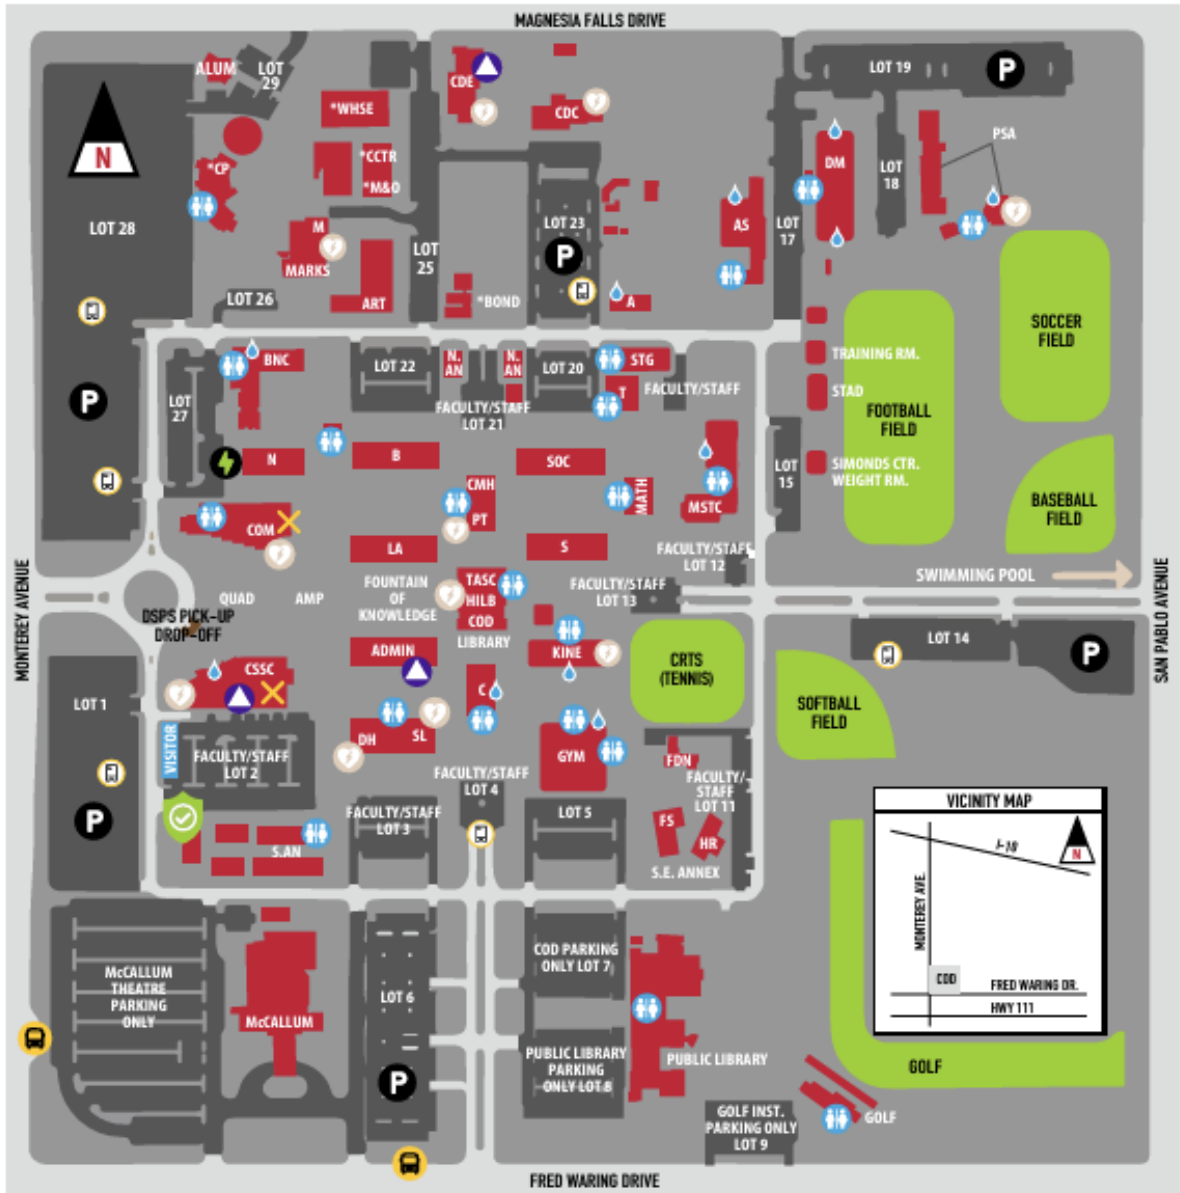 MAGNESIA FALLS DRIVE
ALUM
LOT
29
CDE
LOT 19
P
*WHSE
CDC
N
*CP
*CCTR
*M&O
DM
LOT
18
PSA
LOT 28
M
MARKS
LOT
25
LOT 23
P
AS
LOT
17
LOT 26
ART
*BOND
A
SOCCER
FIELD
BNC
LOT 22
N.
AN
N.
AN
LOT 20
STG
TRAINING RM.
P
LOT
27
FACULTY/STAFF
LOT 21
T
FACULTY/STAFF
STAD
FOOTBALL
FIELD
N
B
SOC
LOT
15
SIMONDS CTR.
WEIGHT RM.
CMH
PT
MATH
MSTC
BASEBALL
FIELD
COM
LA
S
FACULTY/STAFF
LOT 12
SWIMMING POOL
MONTEREY AVENUE
SAN PABLO AVENUE
QUAD
AMP
FOUNTAIN
OF
KNOWLEDGE
TASC
HILB
COD
LIBRARY
FACULTY/STAFF
LOT 13
DSPS PICK-UP
DROP-OFF
ADMIN
KINE
CRTS
(TENNIS)
LOT 14
P
CSSC
C
LOT 1
SOFTBALL
FIELD
VISITOR
FACULTY/STAFF
LOT 2
DH
SL
FACULTY/STAFF
LOT 4
GYM
FDN
FACULTY/
STAFF
LOT 11
P
FACULTY/STAFF
LOT 3
LOT 5
FS
HR
S.AN
S.E. ANNEX
VICINITY MAP
I-10
N
MONTEREY AVE.
COD
FRED WARING DR.
HWY 111
McCALLUM
THEATRE
PARKING
ONLY
McCALLUM
LOT 6
P
COD PARKING
ONLY LOT 7
PUBLIC LIBRARY
PARKING
ONLY LOT 8
PUBLIC LIBRARY
GOLF
GOLF INST.
PARKING ONLY
LOT 9
GOLF
FRED WARING DRIVE